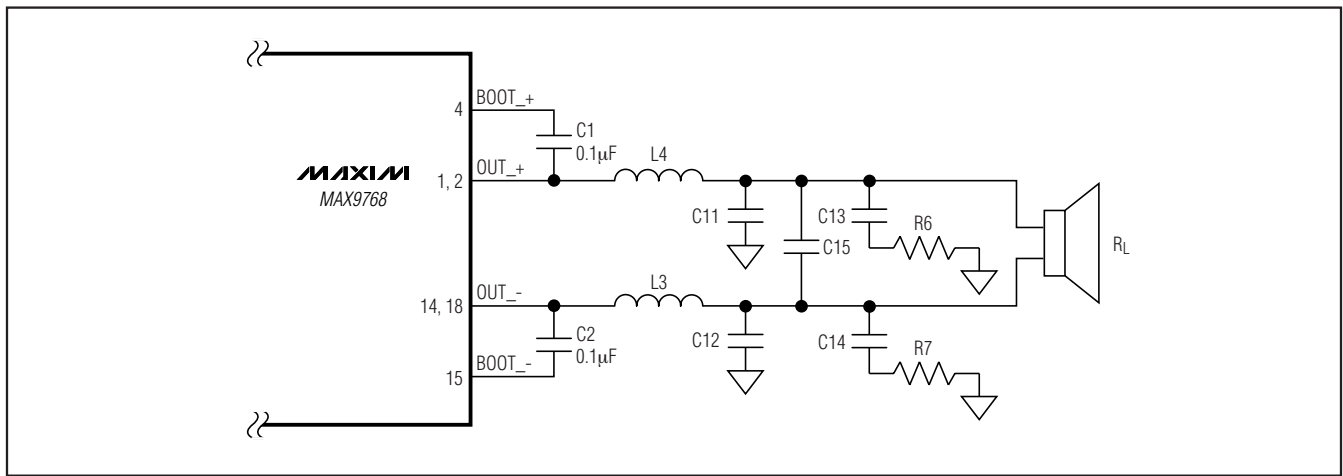 4
BOOT_+
C1
0.1µF
MAXIM
MAX9768
1, 2
OUT_+
L4
C11
C15
C13
R6
RL
14, 18
OUT_-
L3
C2
0.1µF
C12
C14
R7
15
BOOT_-